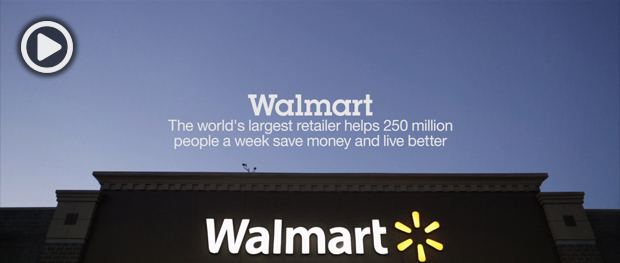 Walmart
The world's largest retailer helps 250 million
people a week save money and live better
Walmart